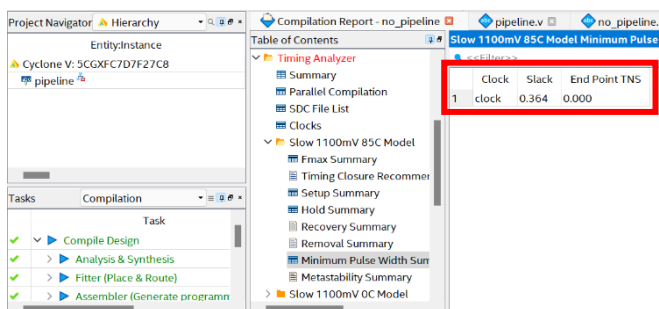 Project Navigator Hierarchy
Entity:Instance
Cyclone V: 5CGXFC7D7F27C8
pipeline
Tasks Compilation
Task
Compile Design
Analysis & Synthesis
Fitter (Place & Route)
Assembler (Generate programm
Compilation Report - no_pipeline
pipeline.v
no_pipeline.
Table of Contents
Timing Analyzer
Summary
Parallel Compilation
SDC File List
Clocks
Slow 1100mV 85C Model
Fmax Summary
Timing Closure Recommer
Setup Summary
Hold Summary
Recovery Summary
Removal Summary
Minimum Pulse Width Sum
Metastability Summary
Slow 1100mV 0C Model
Slow 1100mV 85C Model Minimum Pulse
<<Filter>>
Clock Slack End Point TNS
1 clock 0.364 0.000